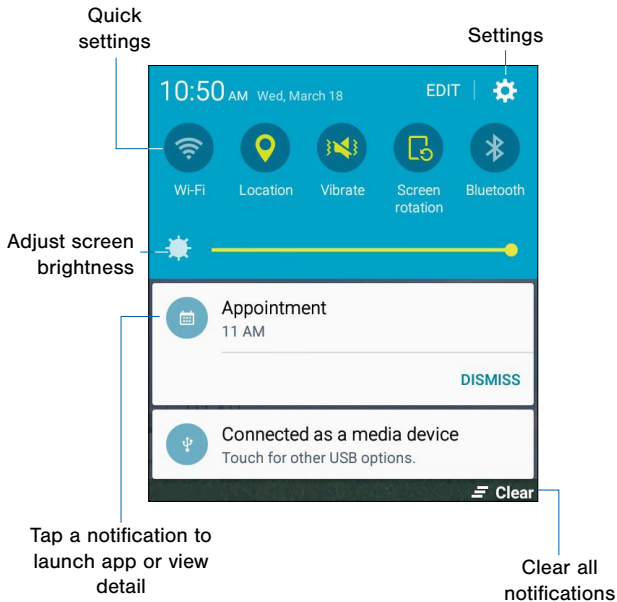 Quick
settings
Settings
10:50 AM Wed, March 18
EDIT
Wi-Fi
Location
Vibrate
Screen
rotation
Bluetooth
Adjust screen
brightness
Appointment
11 AM
DISMISS
Connected as a media device
Touch for other USB options.
Clear
Tap a notification to
launch app or view
detail
Clear all
notifications